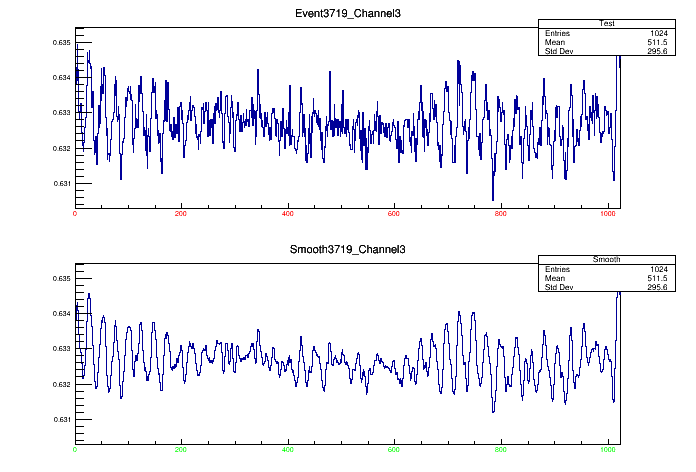 Event3719_Channel3
Test
Entries 1024
Mean 511.5
Std Dev 295.6
0.635
0.634
0.633
0.632
0.631
0 200 400 600 800 1000
Smooth3719_Channel3
Smooth
Entries 1024
Mean 511.5
Std Dev 295.6
0.635
0.634
0.633
0.632
0.631
0 200 400 600 800 1000